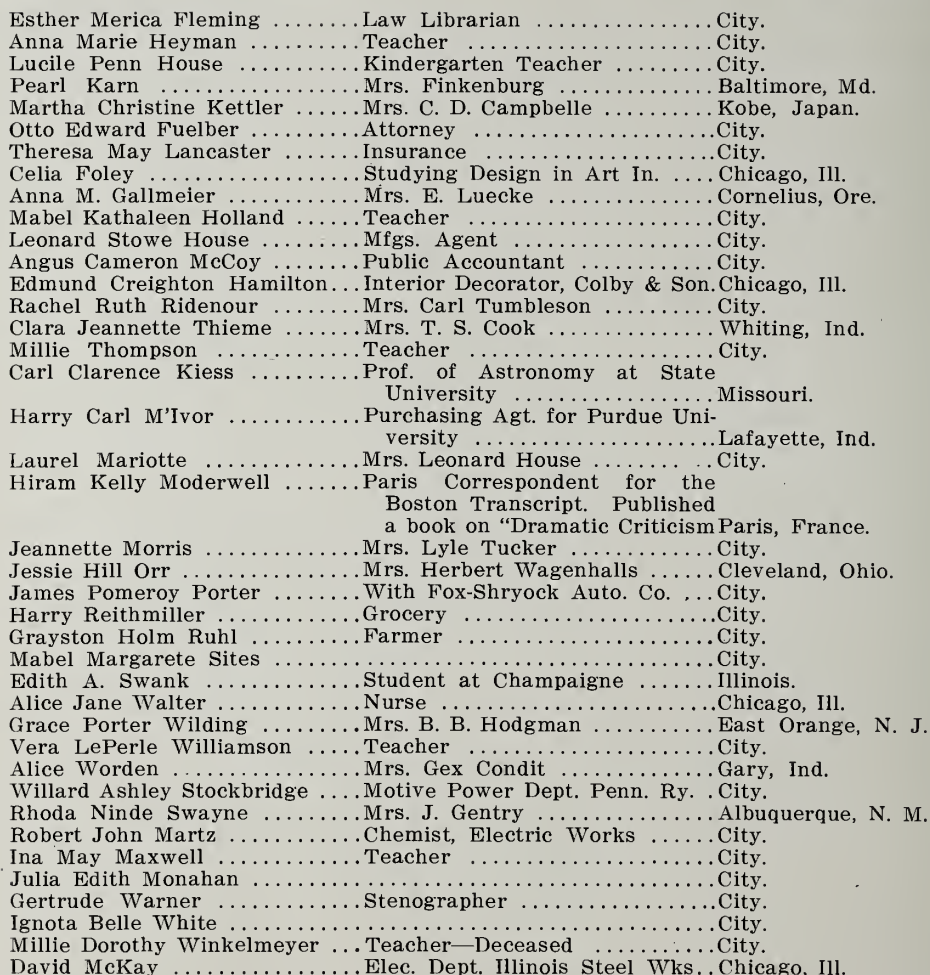 Esther Merica Fleming ..........Law Librarian ................City.
Anna Marie Heyman ..........Teacher .......................City.
Lucile Penn House ...........Kindergarten Teacher .........City.
Pearl Karn .................Mrs. Finkenburg ..............Baltimore, Md.
Martha Christine Kettler ......Mrs. C. D. Campbelle ..........Kobe, Japan.
Otto Edward Fuelber ..........Attorney ......................City.
Theresa May Lancaster .......Insurance .....................City.
Celia Foley ...................Studying Design in Art In. ....Chicago, Ill.
Anna M. Gallmeier ...........Mrs. E. Luecke ...............Cornelius, Ore.
Mabel Kathaleen Holland ......Teacher .......................City.
Leonard Stowe House ........Mfgs. Agent ..................City.
Angus Cameron McCoy ........Public Accountant ............City.
Edmund Creighton Hamilton...Interior Decorator, Colby & Son.Chicago, Ill.
Rachel Ruth Ridenour ........Mrs. Carl Tumbleson ..........City.
Clara Jeannette Thieme .......Mrs. T. S. Cook ...............Whiting, Ind.
Millie Thompson .............Teacher .......................City.
Carl Clarence Kiess ..........Prof. of Astronomy at State
University ..................Missouri.
Harry Carl M'Ivor ............Purchasing Agt. for Purdue Uni-
versity ......................Lafayette, Ind.
Laurel Mariotte ..............Mrs. Leonard House ..........City.
Hiram Kelly Moderwell .......Paris Correspondent for the
Boston Transcript. Published
a book on "Dramatic Criticism Paris, France.
Jeannette Morris ..............Mrs. Lyle Tucker .............City.
Jessie Hill Orr ................Mrs. Herbert Wagenhalls ......Cleveland, Ohio.
James Pomeroy Porter ........With Fox-Shryock Auto. Co. ...City.
Harry Reithmiller .............Grocery .......................City.
Grayston Holm Ruhl ..........Farmer ........................City.
Mabel Margarete Sites .......................................City.
Edith A. Swank ..............Student at Champaigne .......Illinois.
Alice Jane Walter .............Nurse .........................Chicago, Ill.
Grace Porter Wilding .........Mrs. B. B. Hodgman ...........East Orange, N. J.
Vera LePerle Williamson .....Teacher .......................City.
Alice Worden .................Mrs. Gex Condit ..............Gary, Ind.
Willard Ashley Stockbridge ....Motive Power Dept. Penn. Ry. .City.
Rhoda Ninde Swayne .........Mrs. J. Gentry ................Albuquerque, N. M.
Robert John Martz ............Chemist, Electric Works ......City.
Ina May Maxwell .............Teacher .......................City.
Julia Edith Monahan .........................................City.
Gertrude Warner .............Stenographer ..................City.
Ignota Belle White ...........................................City.
Millie Dorothy Winkelmeyer ...Teacher—Deceased ...........City.
David McKay .................Elec. Dept. Illinois Steel Wks..Chicago, Ill.